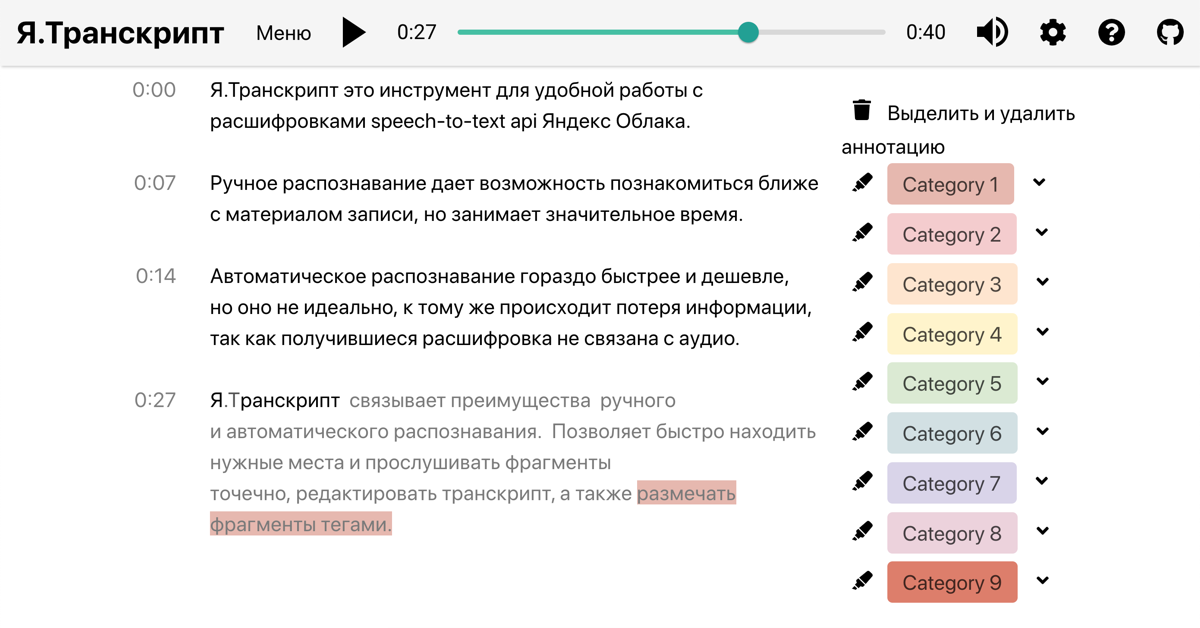 Я.Транскрипт Меню 0:27 0:40
0:00 Я.Транскрипт это инструмент для удобной работы с
расшифровками speech-to-text api Яндекс Облака.
0:07 Ручное распознавание дает возможность познакомиться ближе
с материалом записи, но занимает значительное время.
0:14 Автоматическое распознавание гораздо быстрее и дешевле,
но оно не идеально, к тому же происходит потеря информации,
так как получившиеся расшифровка не связана с аудио.
0:27 Я.Транскрипт связывает преимущества ручного
и автоматического распознавания. Позволяет быстро находить
нужные места и прослушивать фрагменты
точечно, редактировать транскрипт, а также размечать
фрагменты тегами.
Выделить и удалить
аннотацию
Category 1
Category 2
Category 3
Category 4
Category 5
Category 6
Category 7
Category 8
Category 9